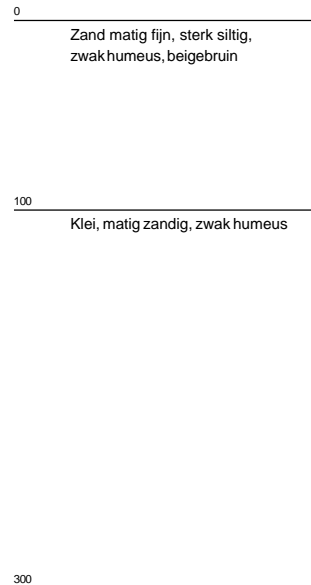 0
Zand matig fijn, sterk siltig,
zwak humeus, beigebruin
100
Klei, matig zandig, zwak humeus
300